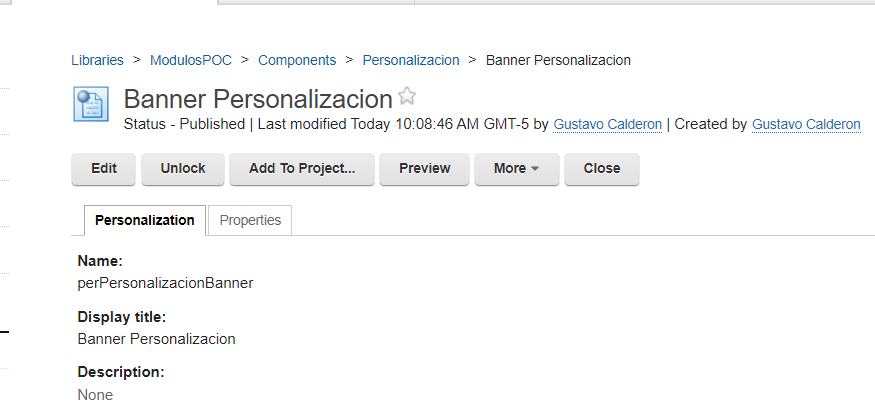 Libraries > ModulosPOC > Components > Personalizacion > Banner Personalizacion
Banner Personalizacion
Status - Published | Last modified Today 10:08:46 AM GMT-5 by Gustavo Calderon | Created by Gustavo Calderon
Edit Unlock Add To Project... Preview More Close
Personalization Properties
Name:
perPersonalizacionBanner
Display title:
Banner Personalizacion
Description:
None